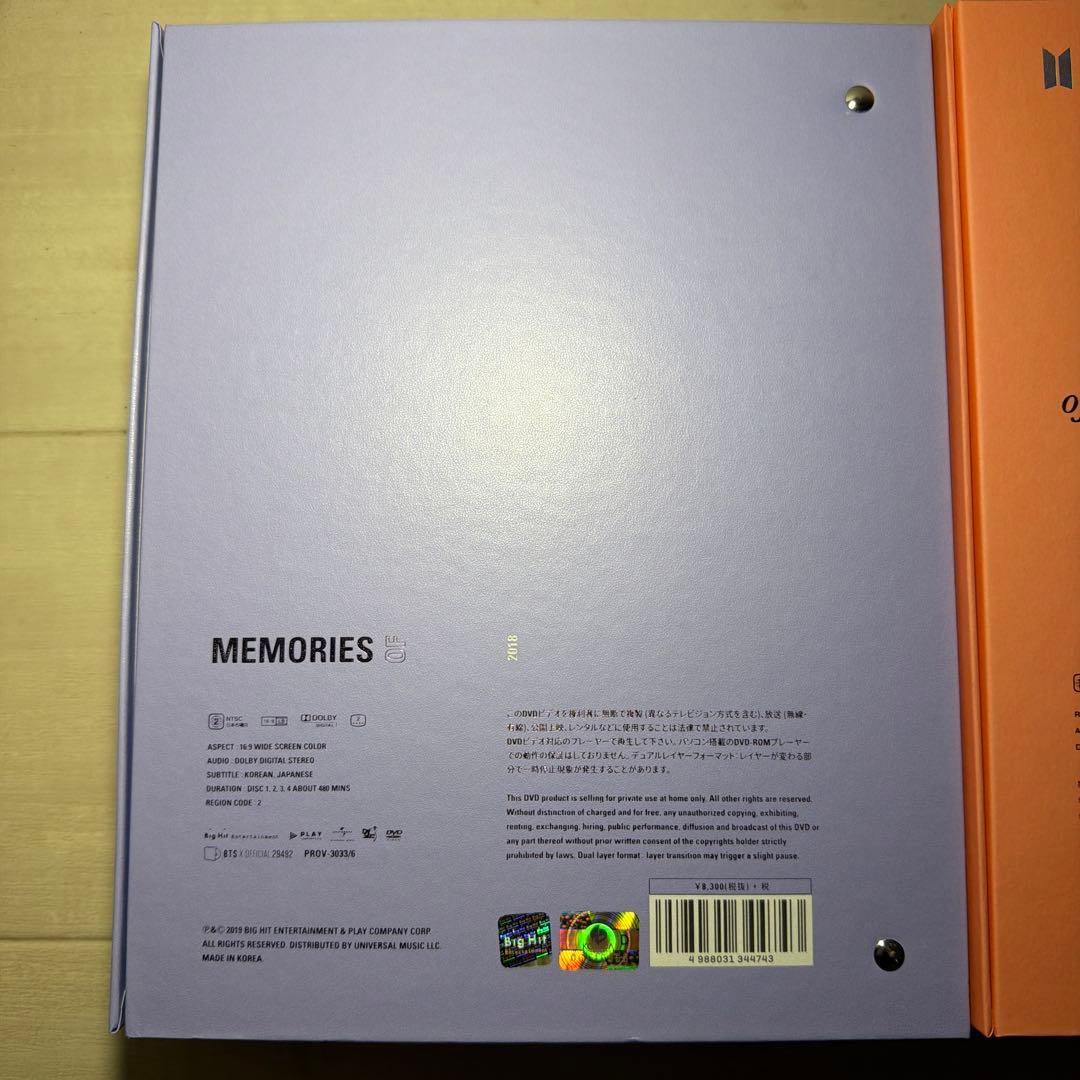 MEMORIES OF
2018
2 NTSC 日本市場向
16:9 LB
DOLBY DIGITAL
2
ASPECT : 16:9 WIDE SCREEN COLOR
AUDIO : DOLBY DIGITAL STEREO
SUBTITLE : KOREAN, JAPANESE
DURATION : DISC 1, 2, 3, 4 ABOUT 480 MINS
REGION CODE : 2
Big Hit Entertainment PLAY DVD
BTS X OFFICIAL 29492 PROV-3033/6
このDVDビデオを権利者に無断で複製(異なるテレビジョン方式を含む)、放送(無線・
有線)、公開上映、レンタルなどに使用することは法律で禁止されています。
DVDビデオ対応のプレーヤーで再生して下さい。パソコン搭載のDVD-ROMプレーヤー
での動作の保証はしておりません。デュアルレイヤーフォーマット:レイヤーが変わる部
分で一時停止現象が発生することがあります。
This DVD product is selling for private use at home only. All other rights are reserved.
Without distinction of charged and for free, any unauthorized copying, exhibiting,
renting, exchanging, hiring, public performance, diffusion and broadcast of this DVD or
any part thereof without prior written consent of the copyrights holder strictly
prohibited by laws. Dual layer format : layer transition may trigger a slight pause.
℗&© 2019 BIG HIT ENTERTAINMENT & PLAY COMPANY CORP.
ALL RIGHTS RESERVED. DISTRIBUTED BY UNIVERSAL MUSIC LLC.
MADE IN KOREA
Big Hit
Entertainment
¥8,300(税抜)+税
4 988031 344743